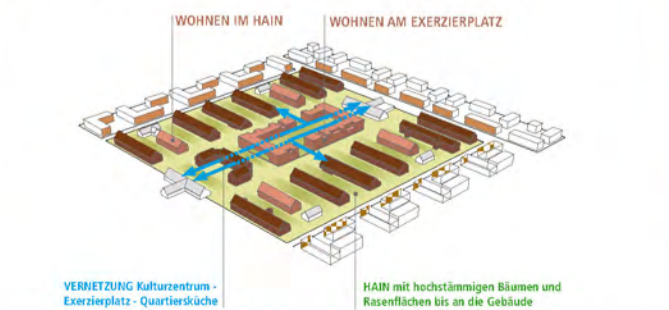 WOHNEN IM HAIN
WOHNEN AM EXERZIERPLATZ
VERNETZUNG Kulturzentrum -
Exerzierplatz - Quartiersküche
HAIN mit hochstämmigen Bäumen und
Rasenflächen bis an die Gebäude